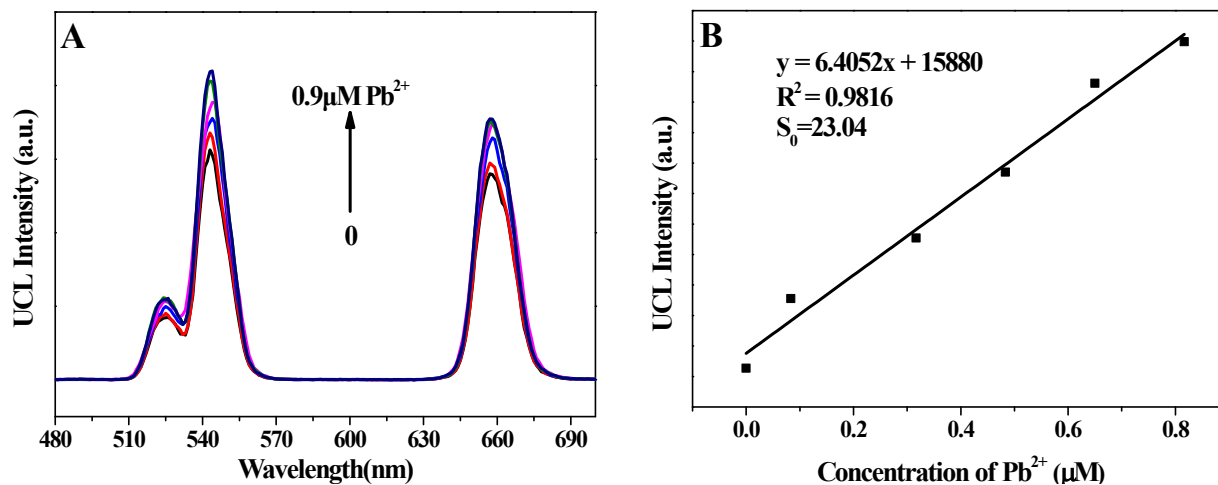 A
0.9μM Pb²⁺
0
UCL Intensity (a.u.)
480 510 540 570 600 630 660 690
Wavelength(nm)
B
y = 6.4052x + 15880
R² = 0.9816
S₀=23.04
UCL Intensity (a.u.)
0.0 0.2 0.4 0.6 0.8
Concentration of Pb²⁺ (μM)